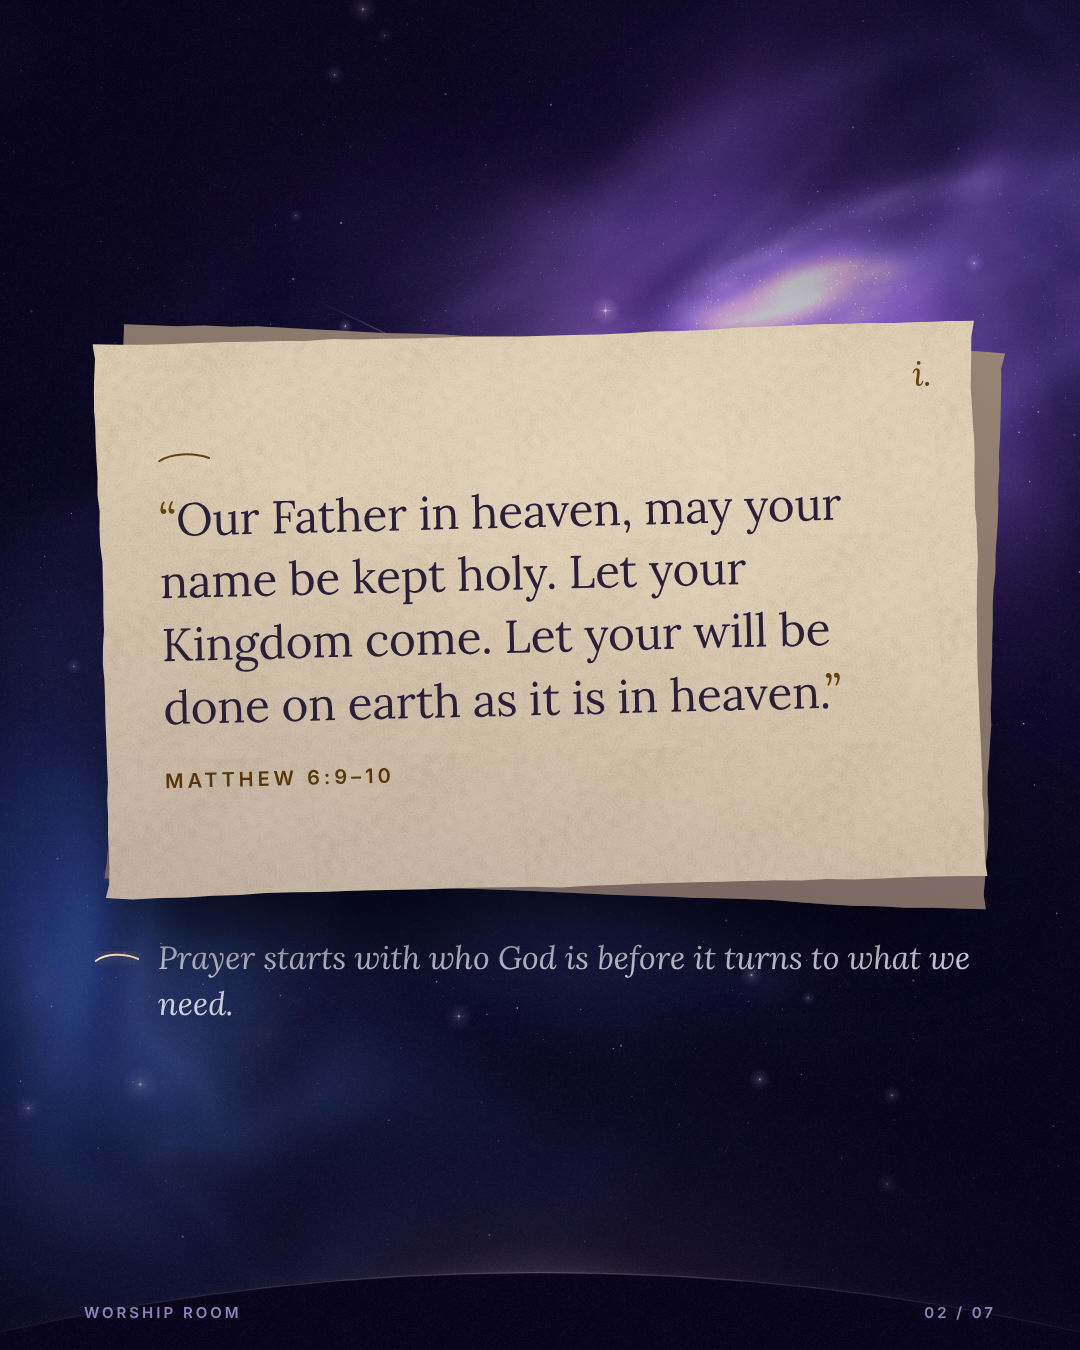 i.
“Our Father in heaven, may your
name be kept holy. Let your
Kingdom come. Let your will be
done on earth as it is in heaven.”
MATTHEW 6:9–10
Prayer starts with who God is before it turns to what we
need.
WORSHIP ROOM
02 / 07